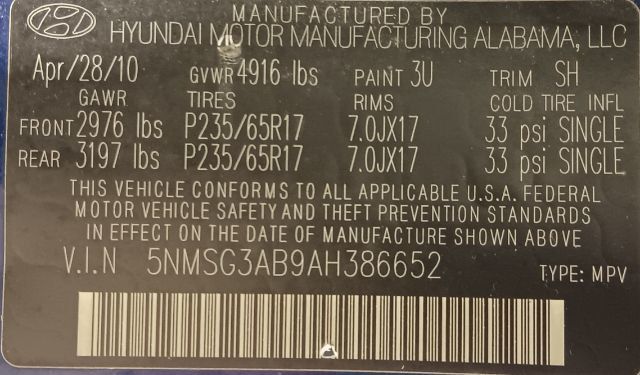 MANUFACTURED BY
HYUNDAI MOTOR MANUFACTURING ALABAMA, LLC
Apr/28/10 GVWR 4916 lbs PAINT 3U TRIM SH
GAWR TIRES RIMS COLD TIRE INFL
FRONT 2976 lbs P235/65R17 7.0JX17 33 psi SINGLE
REAR 3197 lbs P235/65R17 7.0JX17 33 psi SINGLE
THIS VEHICLE CONFORMS TO ALL APPLICABLE U.S.A. FEDERAL
MOTOR VEHICLE SAFETY AND THEFT PREVENTION STANDARDS
IN EFFECT ON THE DATE OF MANUFACTURE SHOWN ABOVE
V.I.N 5NMSG3AB9AH386652 TYPE: MPV